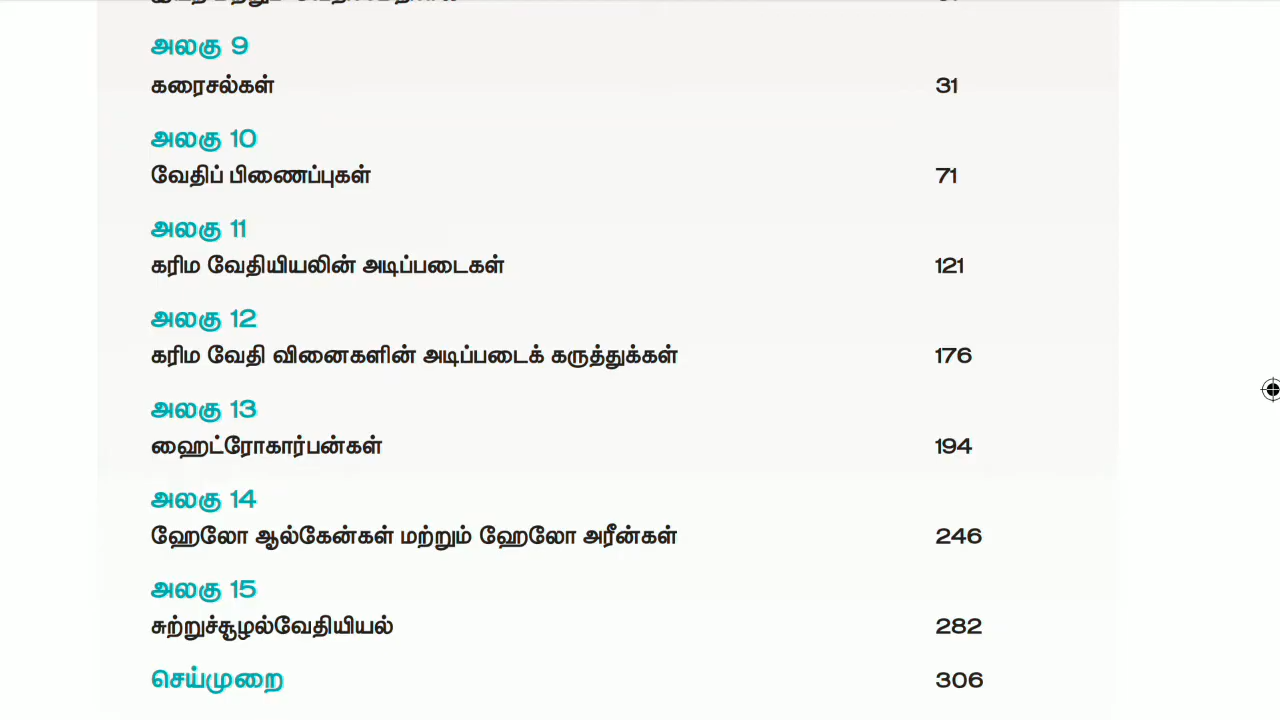 அலகு 9
கரைசல்கள் 31
அலகு 10
வேதிப் பிணைப்புகள் 71
அலகு 11
கரிம வேதியியலின் அடிப்படைகள் 121
அலகு 12
கரிம வேதி வினைகளின் அடிப்படைக் கருத்துக்கள் 176
அலகு 13
ஹைட்ரோகார்பன்கள் 194
அலகு 14
ஹேலோ ஆல்கேன்கள் மற்றும் ஹேலோ அரீன்கள் 246
அலகு 15
சுற்றுச்சூழல்வேதியியல் 282
செய்முறை 306